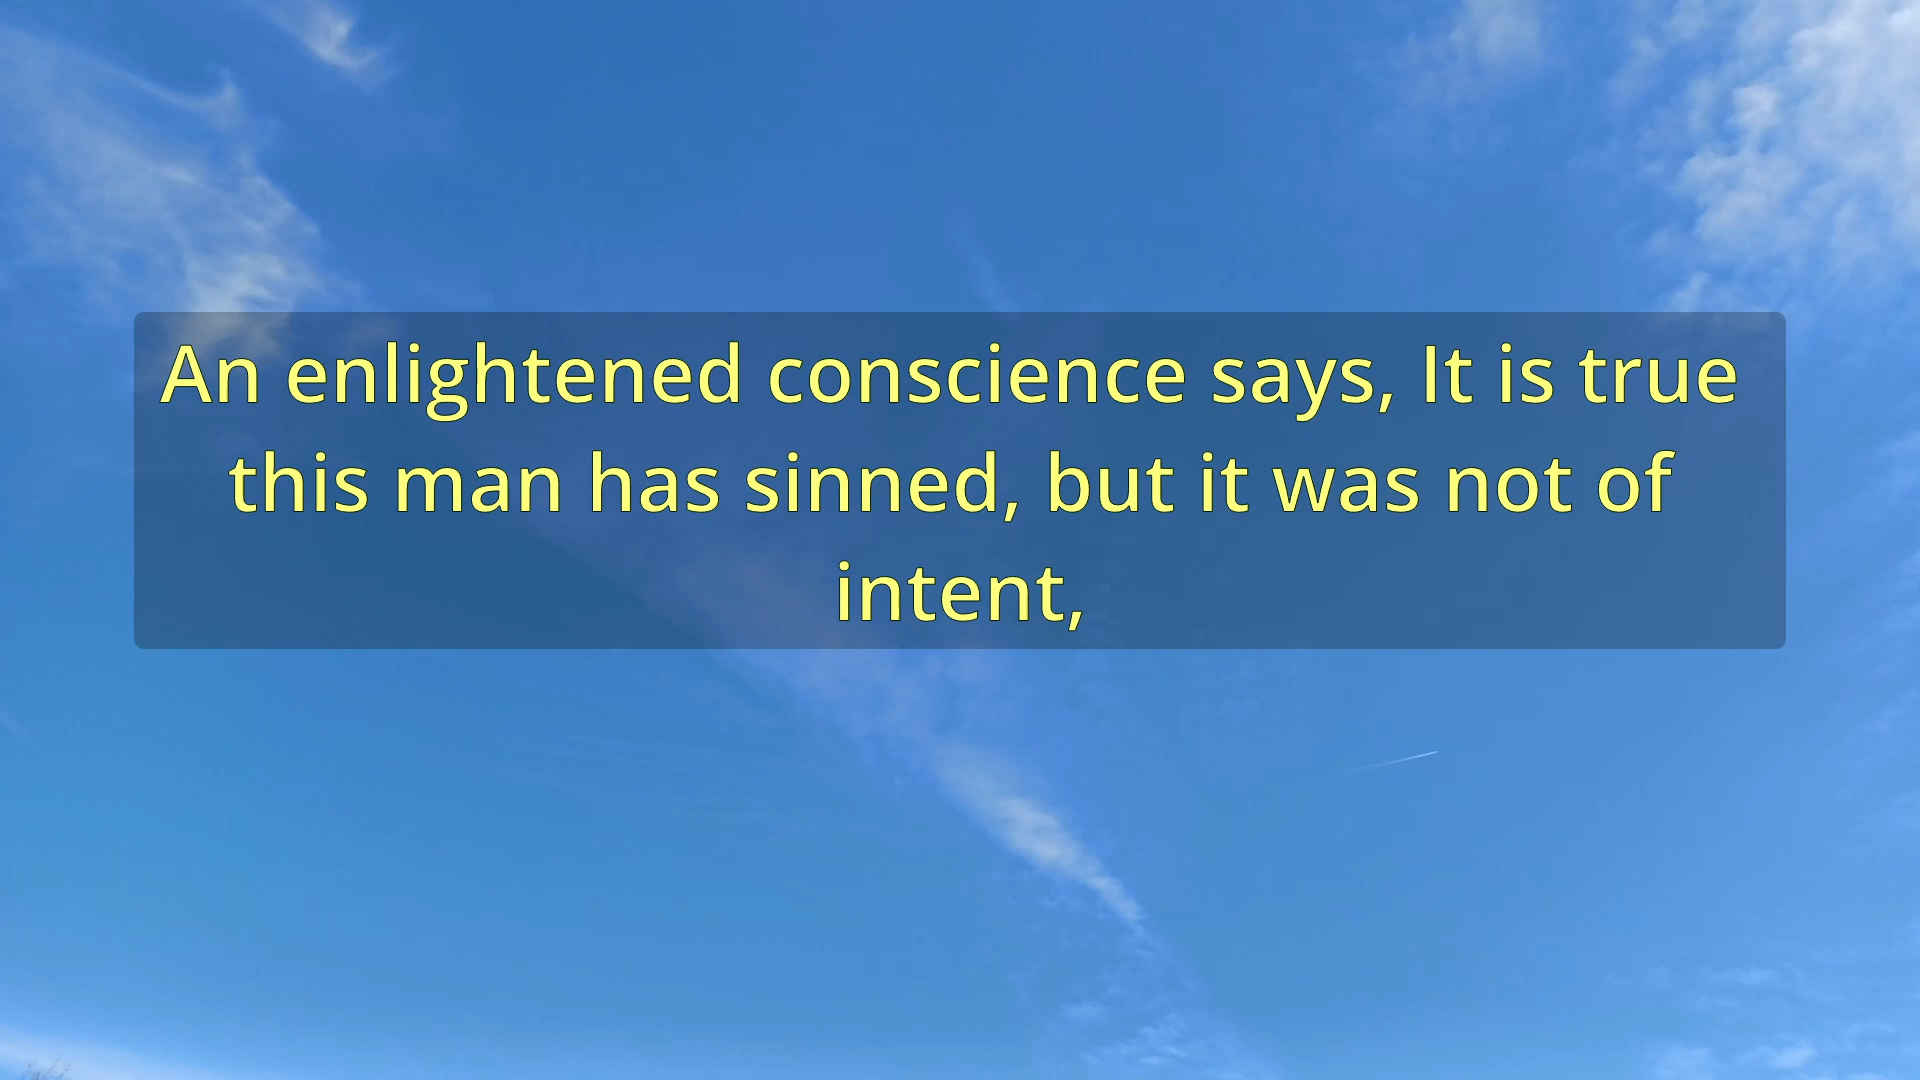 An enlightened conscience says, It is true
this man has sinned, but it was not of
intent,